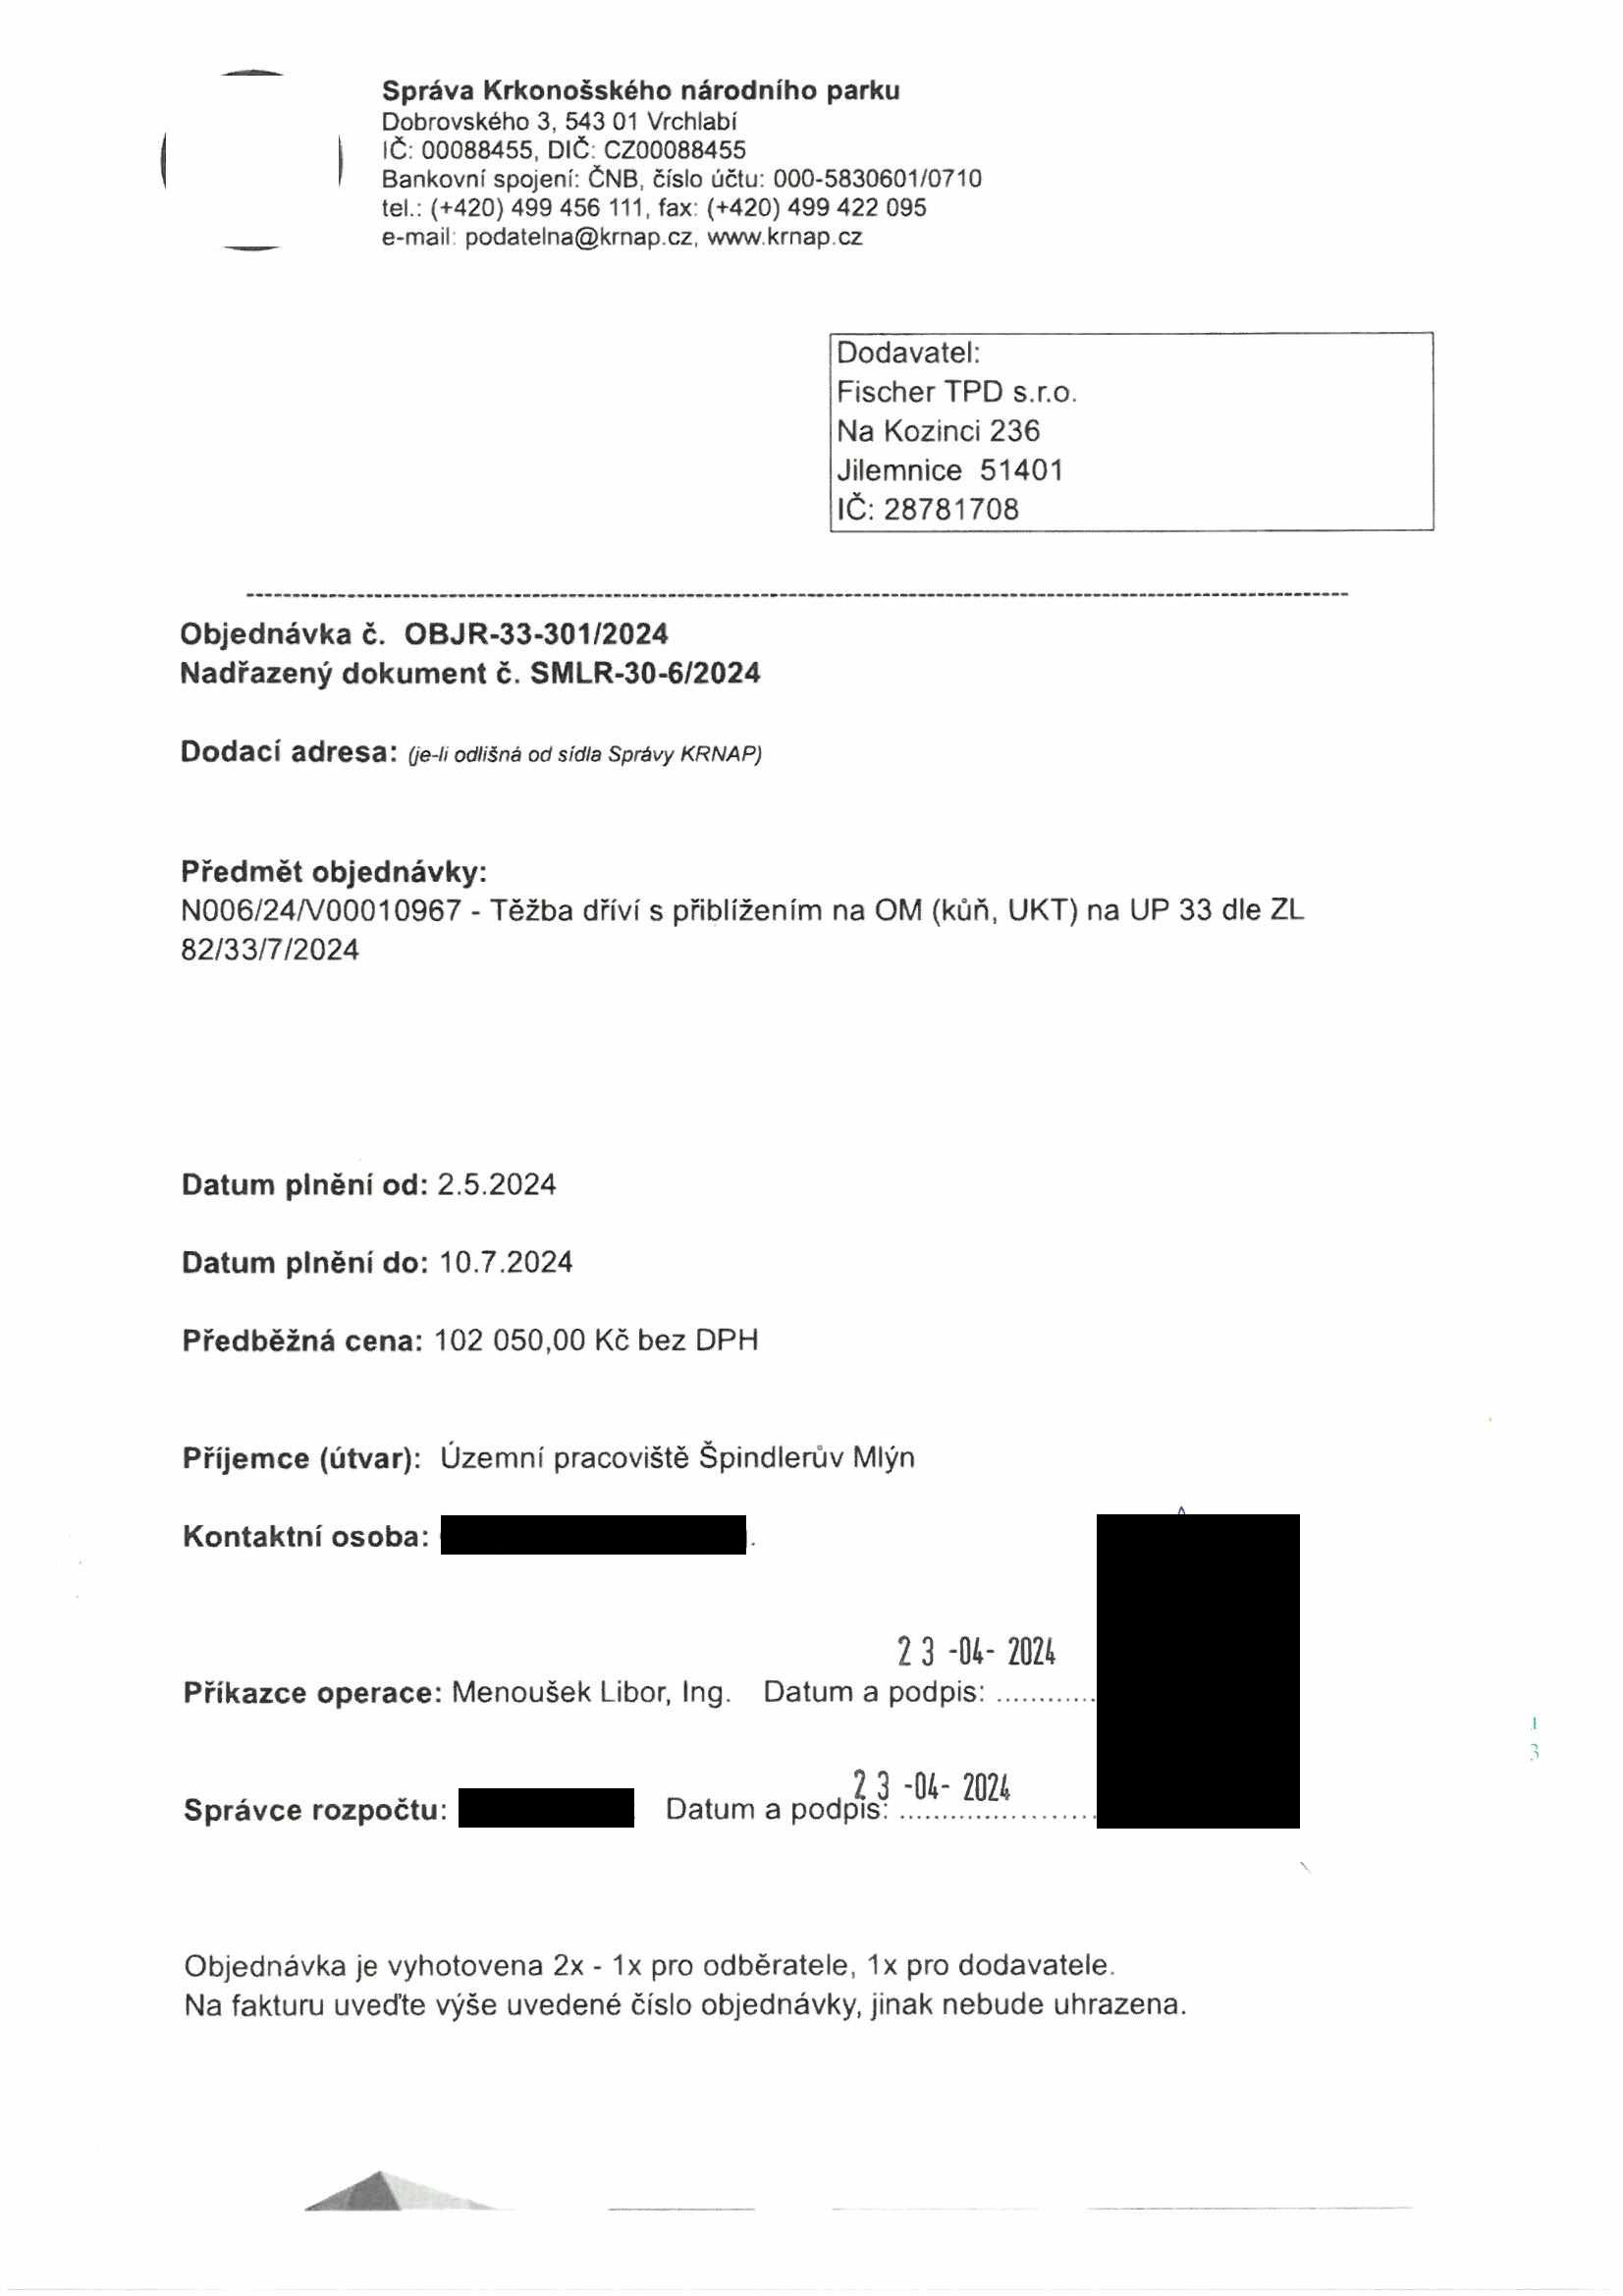 Správa Krkonošského národního parku
Dobrovského 3, 543 01 Vrchlabí
IČ: 00088455, DIČ: CZ00088455
Bankovní spojení: ČNB, číslo účtu: 000-5830601/0710
tel.: (+420) 499 456 111, fax: (+420) 499 422 095
e-mail: podatelna@krnap.cz, www.krnap.cz
Dodavatel:
Fischer TPD s.r.o.
Na Kozinci 236
Jilemnice  51401
IČ: 28781708
Objednávka č.  OBJR-33-301/2024
Nadřazený dokument č. SMLR-30-6/2024
Dodací adresa: (je-li odlišná od sídla Správy KRNAP)
Předmět objednávky:
N006/24/V00010967 - Těžba dříví s přiblížením na OM (kůň, UKT) na UP 33 dle ZL
82/33/7/2024
Datum plnění od: 2.5.2024
Datum plnění do: 10.7.2024
Předběžná cena: 102 050,00 Kč bez DPH
Příjemce (útvar):  Územní pracoviště Špindlerův Mlýn
Kontaktní osoba:
23 -04- 2024
Příkazce operace: Menoušek Libor, Ing.   Datum a podpis: ............
1
3
23 -04- 2024
Správce rozpočtu:   Datum a podpis: ......................
Objednávka je vyhotovena 2x - 1x pro odběratele, 1x pro dodavatele.
Na fakturu uveďte výše uvedené číslo objednávky, jinak nebude uhrazena.